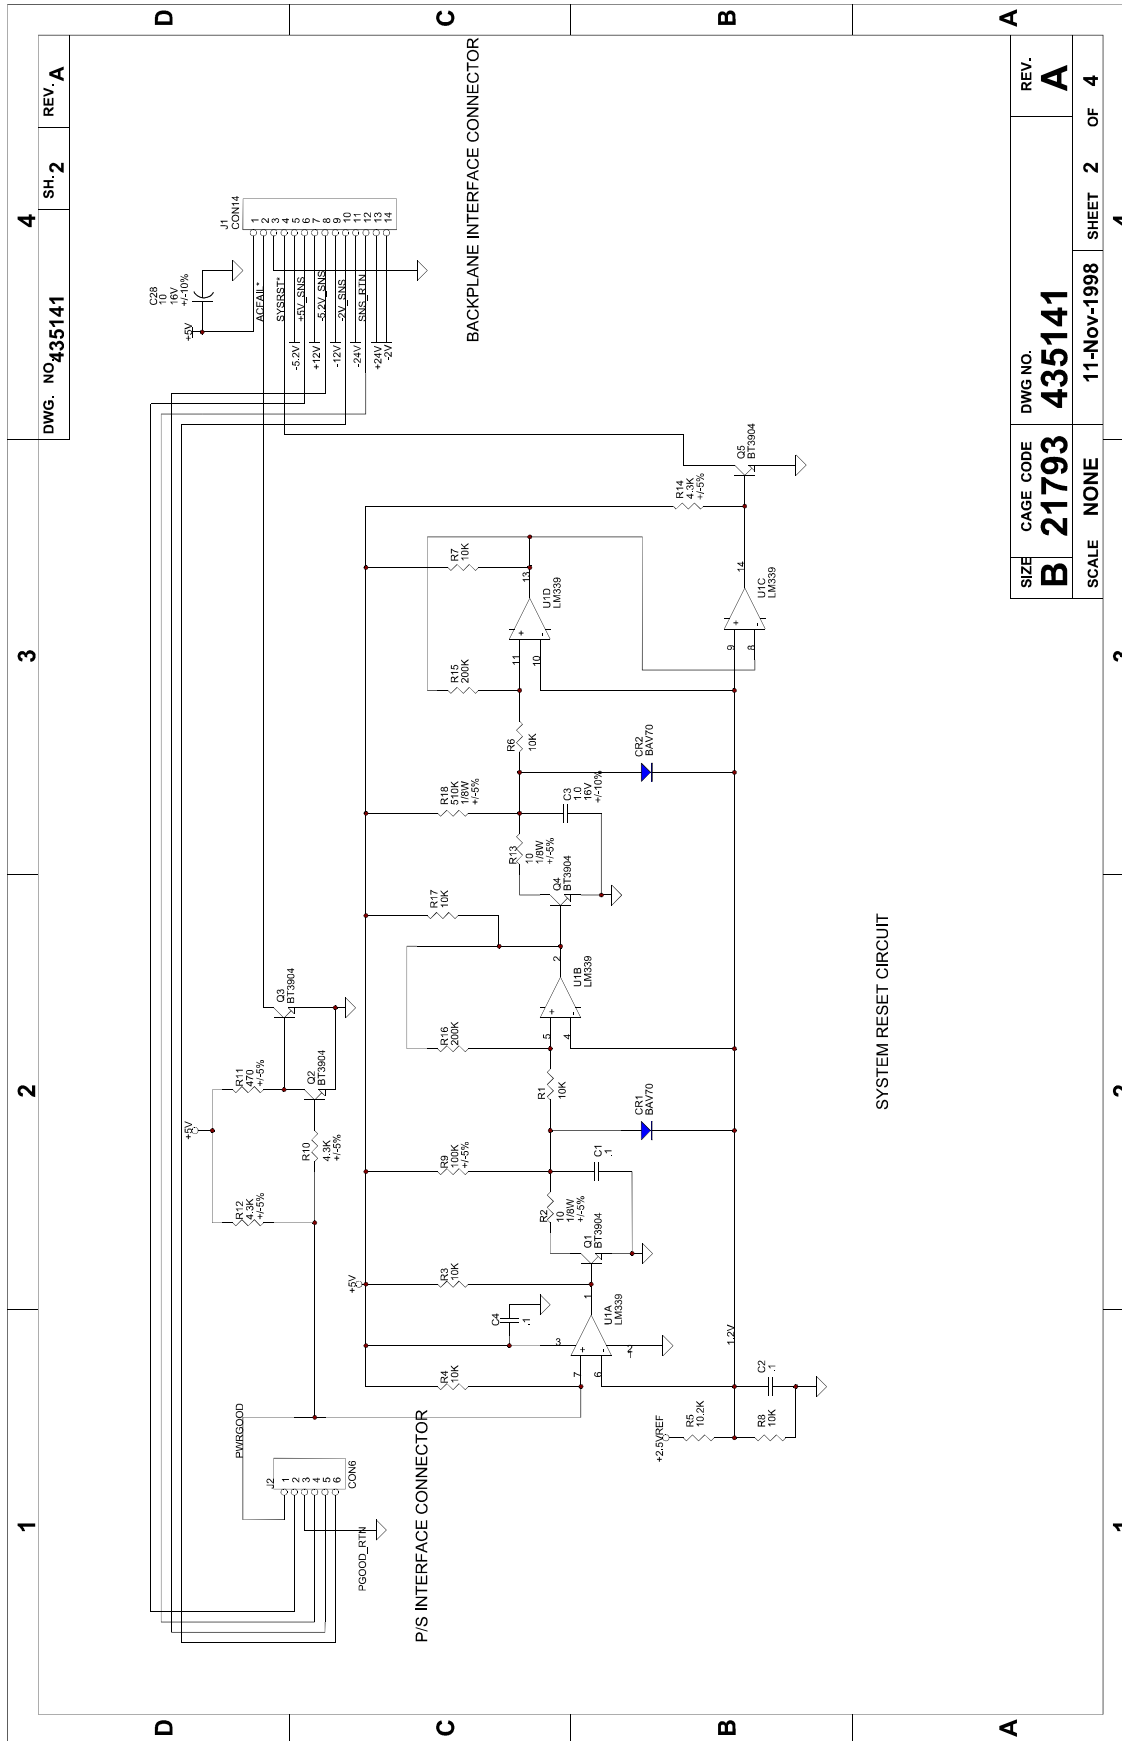 4
3
2
1
D
C
B
A
DWG. NO.
435141
SH. 2
REV. A
P/S INTERFACE CONNECTOR
J2
CON6
1
2
3
4
5
6
PWRGOOD
PGOOD_RTN
+5V
R12
4.3K
+/-5%
R11
470
+/-5%
R10
4.3K
+/-5%
Q2
BT3904
Q3
BT3904
BACKPLANE INTERFACE CONNECTOR
+5V
C28
10
16V
+/-10%
J1
CON14
1
2
3
4
5
6
7
8
9
10
11
12
13
14
ACFAIL*
SYSRST*
-5.2V
+5V_SNS
+12V
-5.2V_SNS
-12V
-2V_SNS
-24V
SNS_RTN
+24V
-2V
+5V
R4
10K
C4
.1
R3
10K
3
7
6
1
12
U1A
LM339
Q1
BT3904
R2
10
1/8W
+/-5%
R9
100K
+/-5%
C1
.1
CR1
BAV70
R1
10K
R16
200K
5
4
2
U1B
LM339
R17
10K
Q4
BT3904
R13
10
1/8W
+/-5%
R18
510K
1/8W
+/-5%
C3
1.0
16V
+/-10%
CR2
BAV70
R6
10K
R15
200K
11
10
13
U1D
LM339
R7
10K
9
8
14
U1C
LM339
R14
4.3K
+/-5%
Q5
BT3904
+2.5VREF
R5
10.2K
R8
10K
C2
.1
1.2V
SYSTEM RESET CIRCUIT
SIZE
B
CAGE CODE
21793
DWG NO.
435141
REV.
A
SCALE NONE
11-Nov-1998
SHEET 2 OF 4
D
C
B
A
4
3
2
1